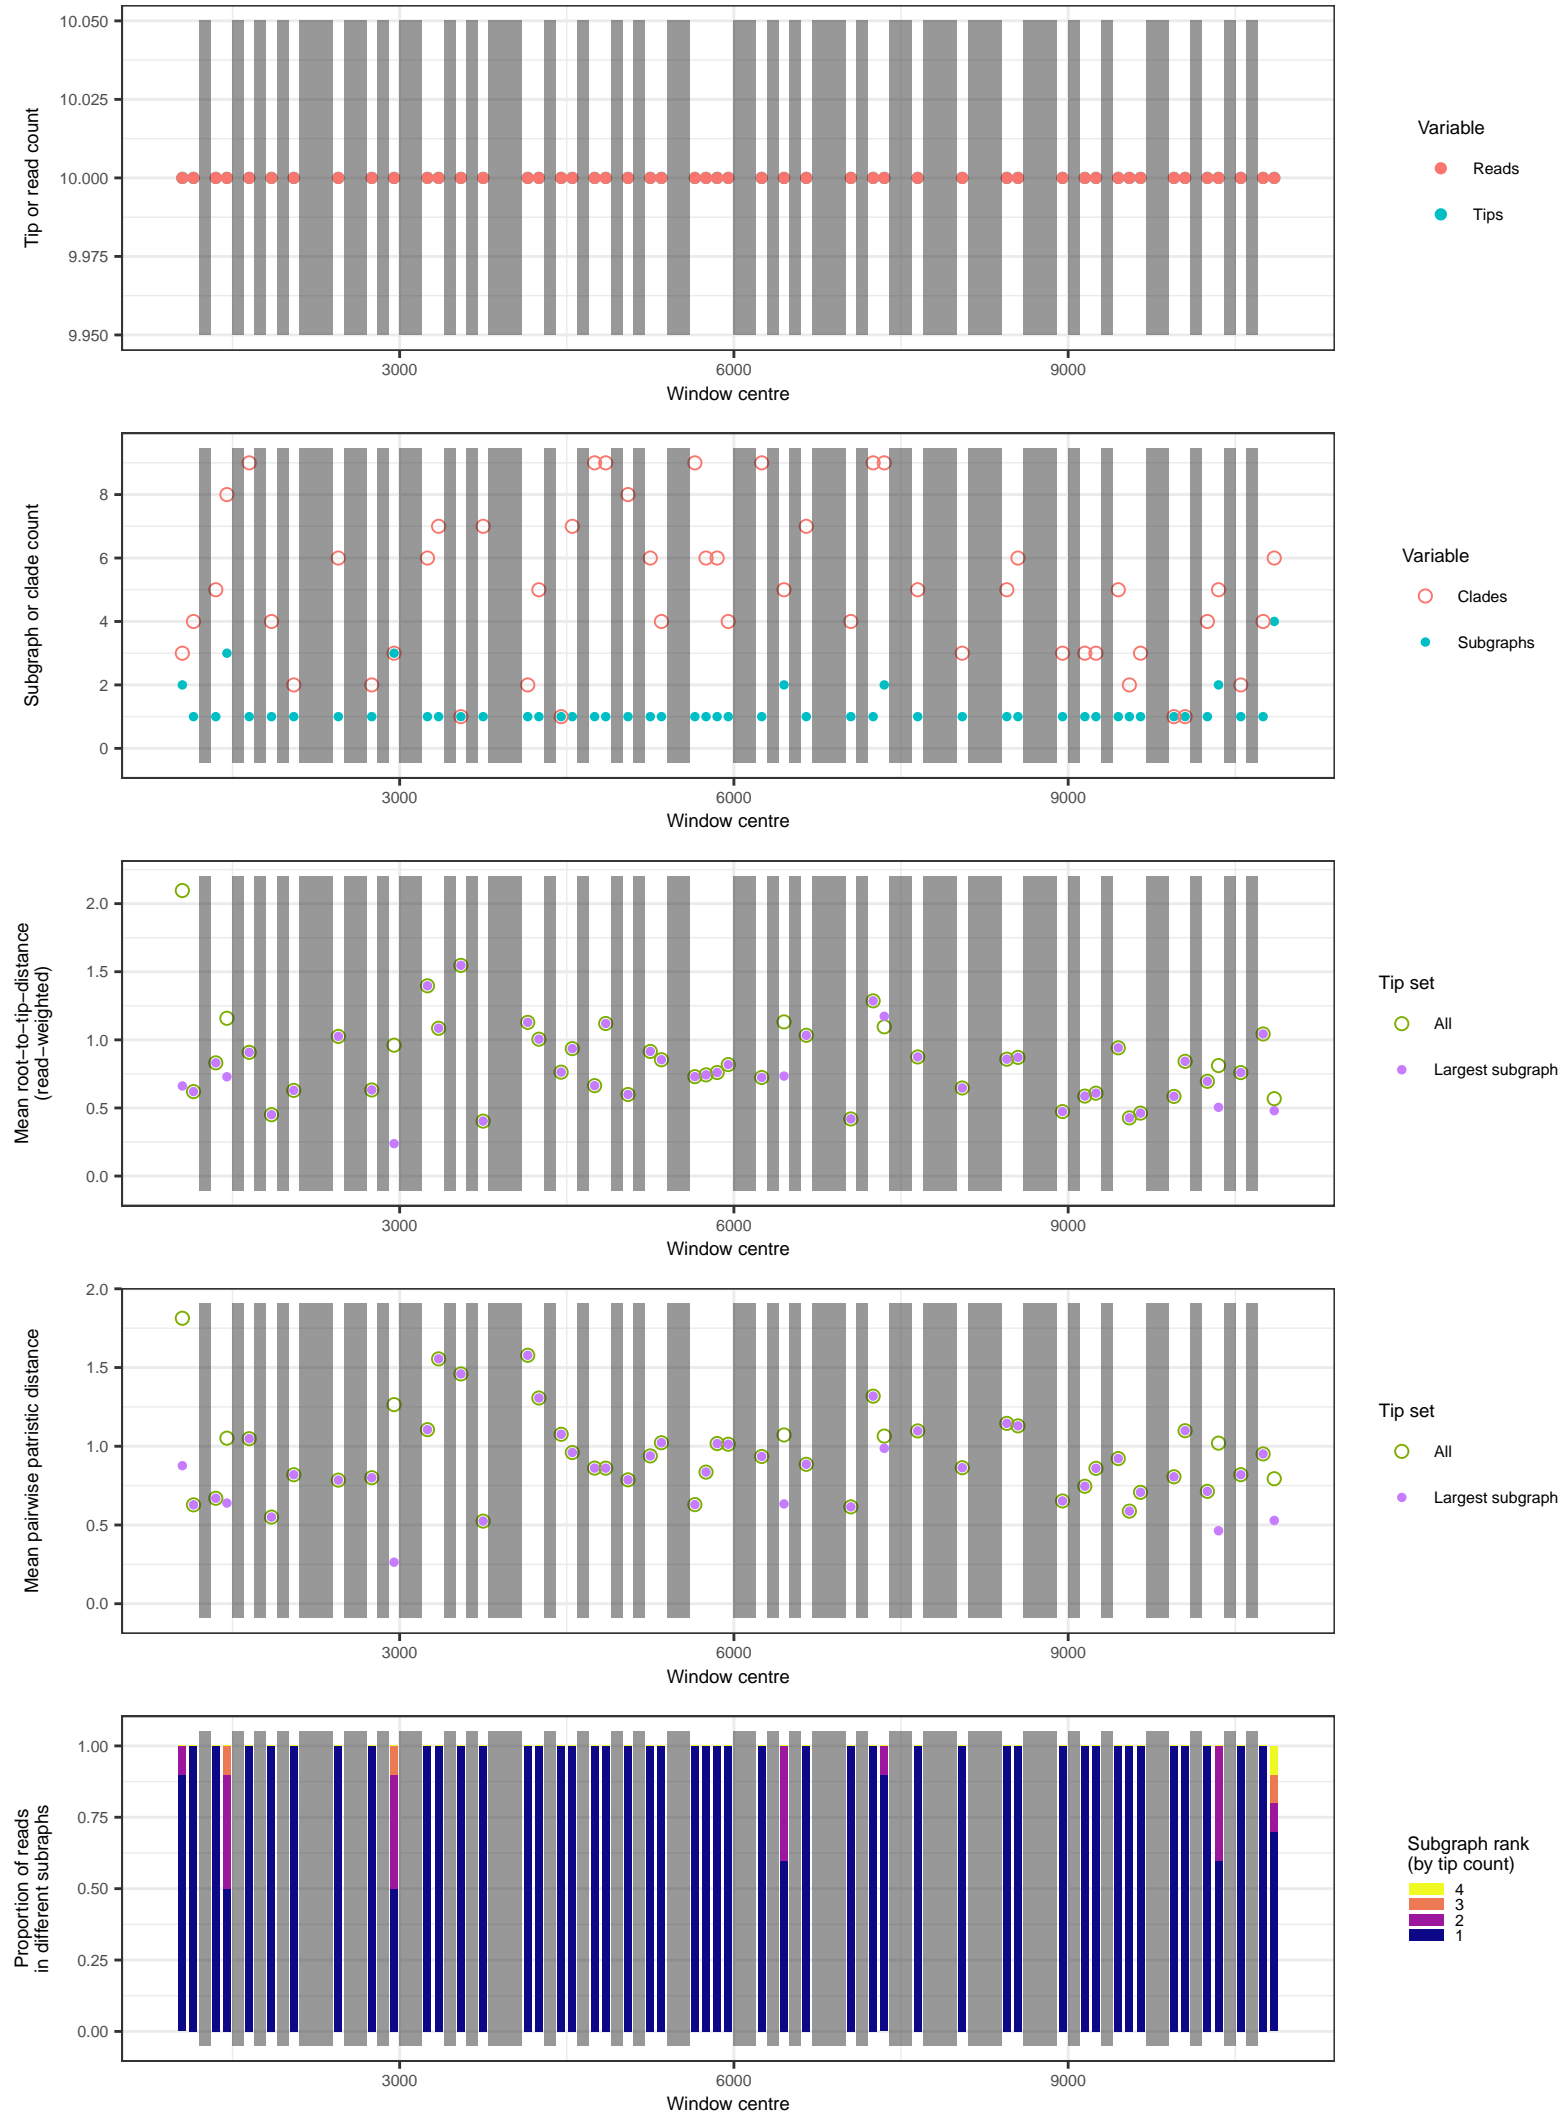 10.050
10.025
10.000
9.975
9.950
Tip or read count
3000
6000
9000
Window centre
Variable
Reads
Tips
8
6
4
2
0
Subgraph or clade count
3000
6000
9000
Window centre
Variable
Clades
Subgraphs
2.0
1.5
1.0
0.5
0.0
Mean root−to−tip−distance
(read−weighted)
3000
6000
9000
Window centre
Tip set
All
Largest subgraph
2.0
1.5
1.0
0.5
0.0
Mean pairwise patristic distance
3000
6000
9000
Window centre
Tip set
All
Largest subgraph
1.00
0.75
0.50
0.25
0.00
Proportion of reads
in different subraphs
3000
6000
9000
Window centre
Subgraph rank
(by tip count)
4
3
2
1